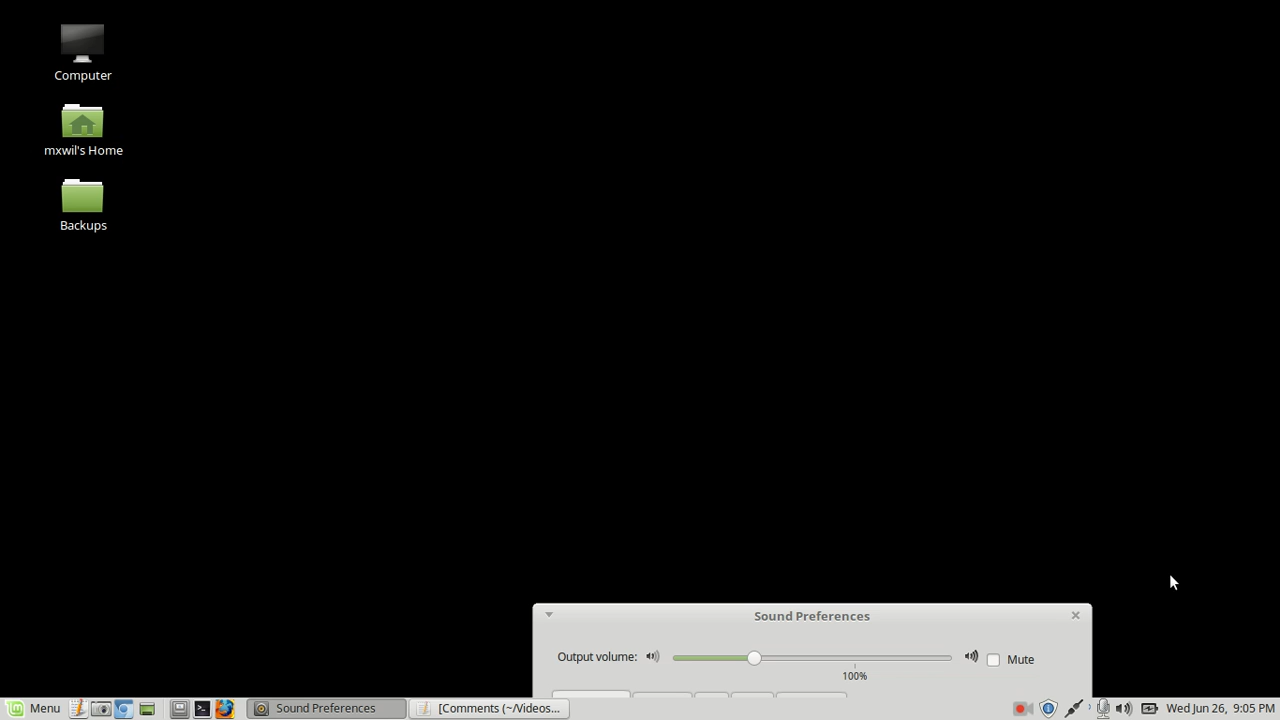 Computer
mxwil's Home
Backups
Sound Preferences
Output volume:
Mute
100%
Menu
Sound Preferences
[Comments (~/Videos...
Wed Jun 26, 9:05 PM